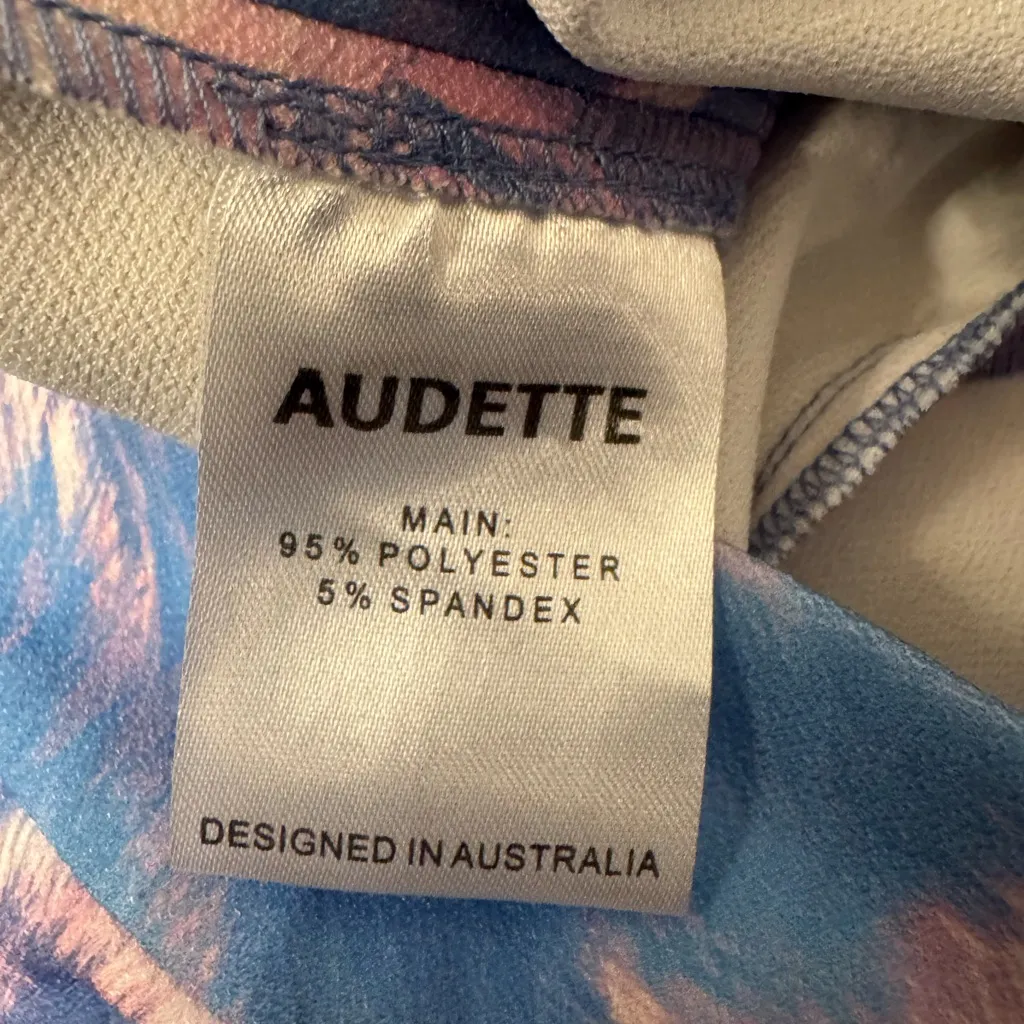 AUDETTE
MAIN:
95% POLYESTER
5% SPANDEX
DESIGNED IN AUSTRALIA